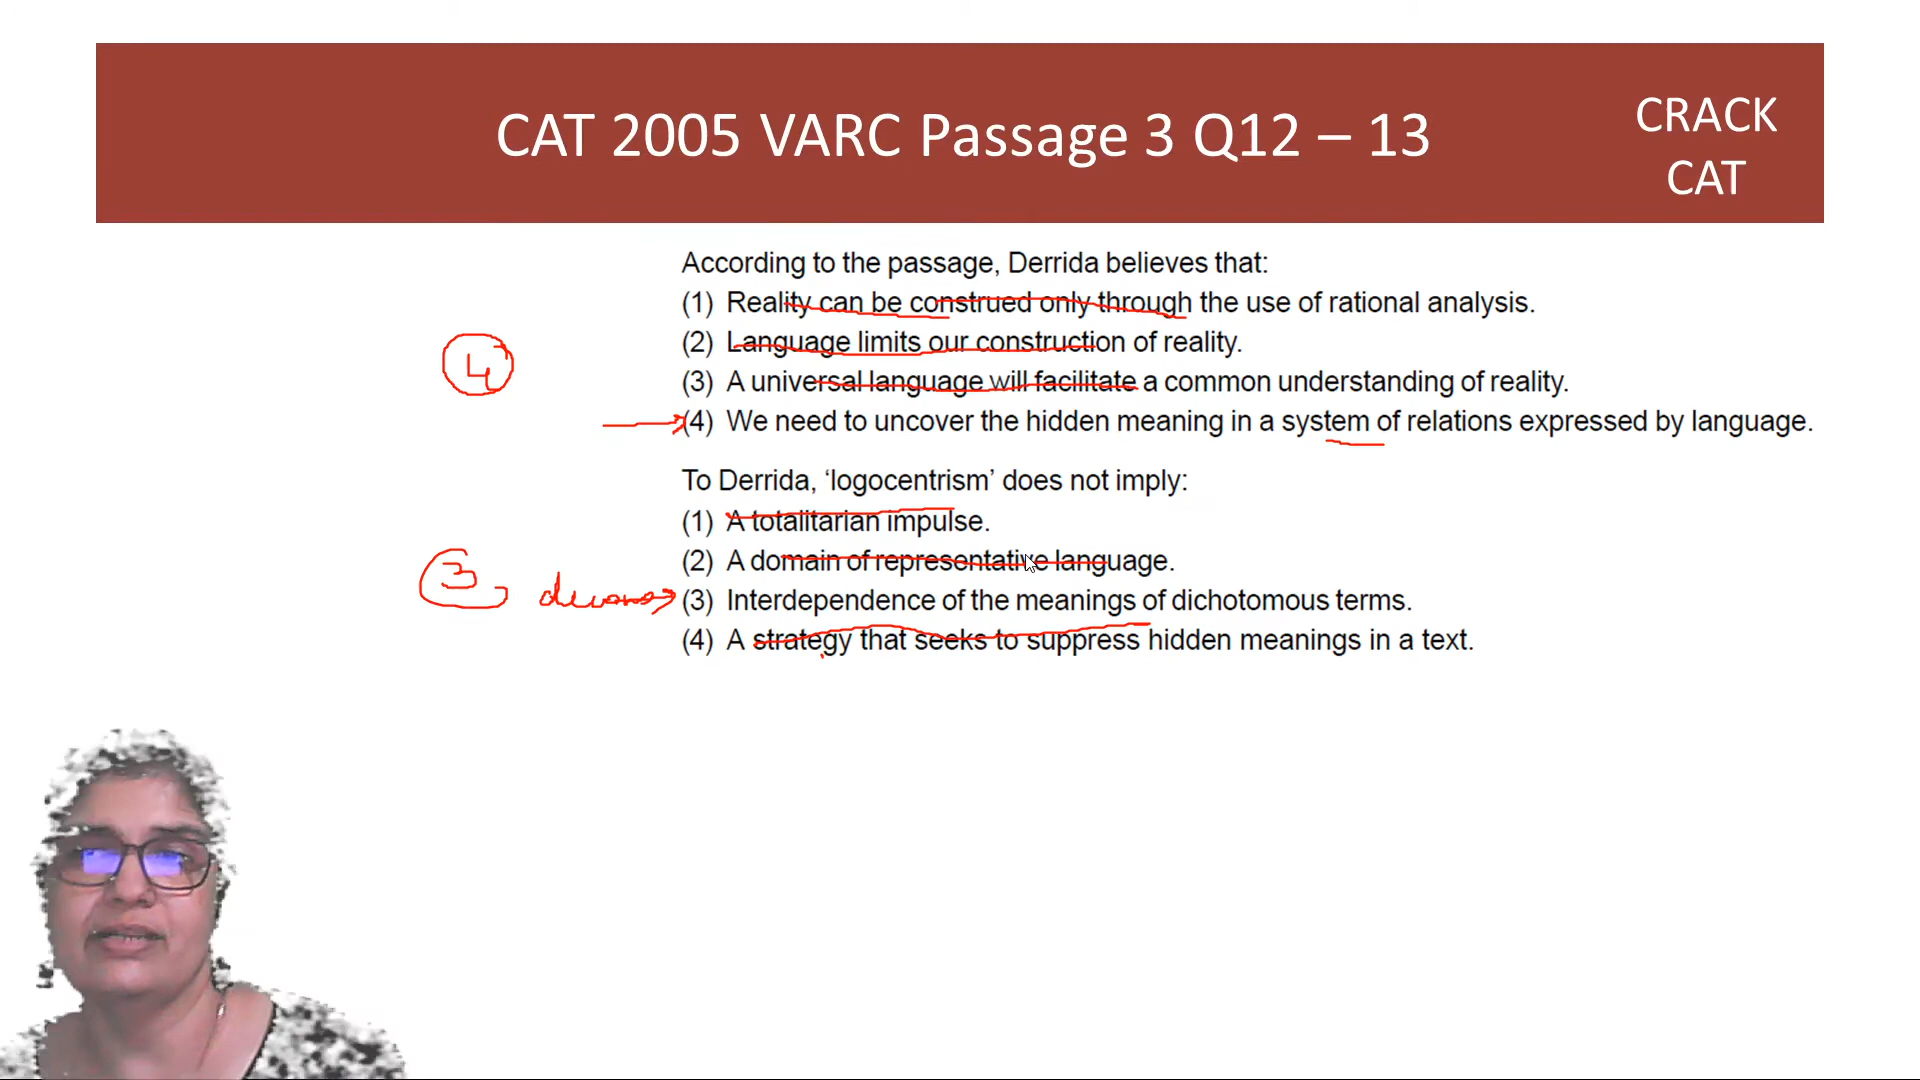 CAT 2005 VARC Passage 3 Q12 – 13
CRACK
CAT
According to the passage, Derrida believes that:
(1) Reality can be construed only through the use of rational analysis.
(2) Language limits our construction of reality.
(3) A universal language will facilitate a common understanding of reality.
(4) We need to uncover the hidden meaning in a system of relations expressed by language.
4
To Derrida, ‘logocentrism’ does not imply:
(1) A totalitarian impulse.
(2) A domain of representative language.
3
(3) Interdependence of the meanings of dichotomous terms.
(4) A strategy that seeks to suppress hidden meanings in a text.